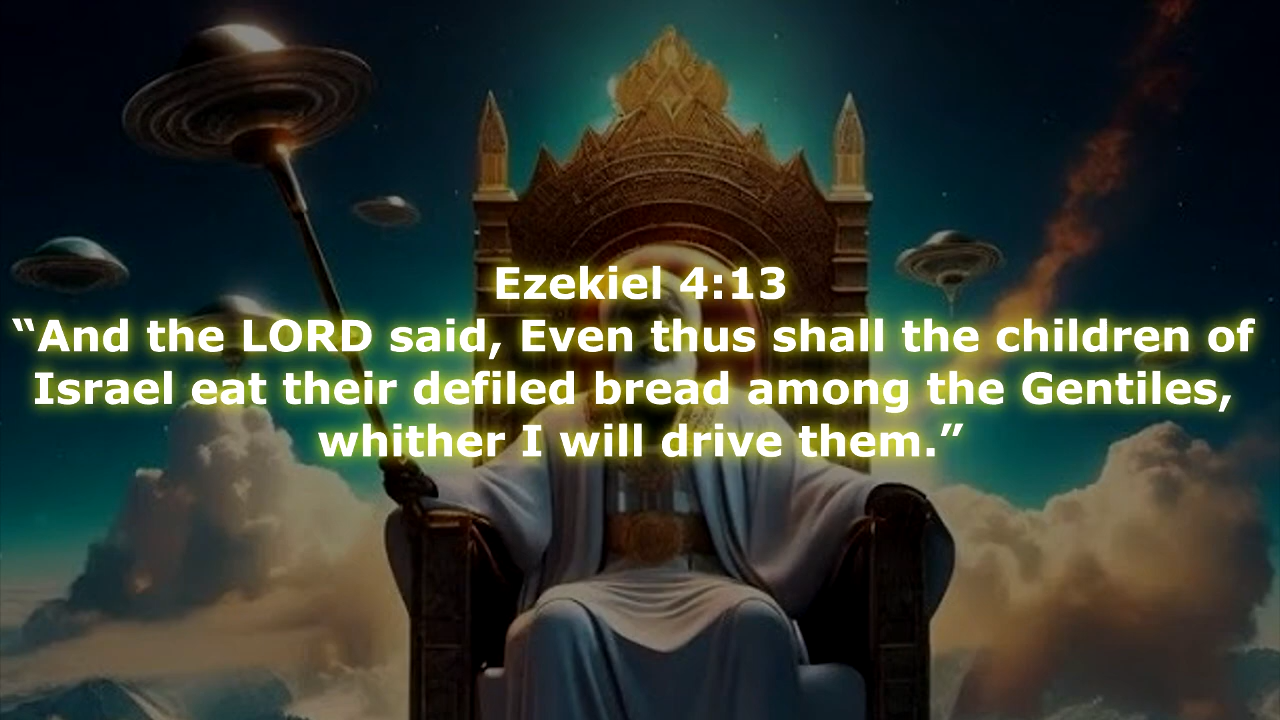 Ezekiel 4:13
“And the LORD said, Even thus shall the children of
Israel eat their defiled bread among the Gentiles,
whither I will drive them.”